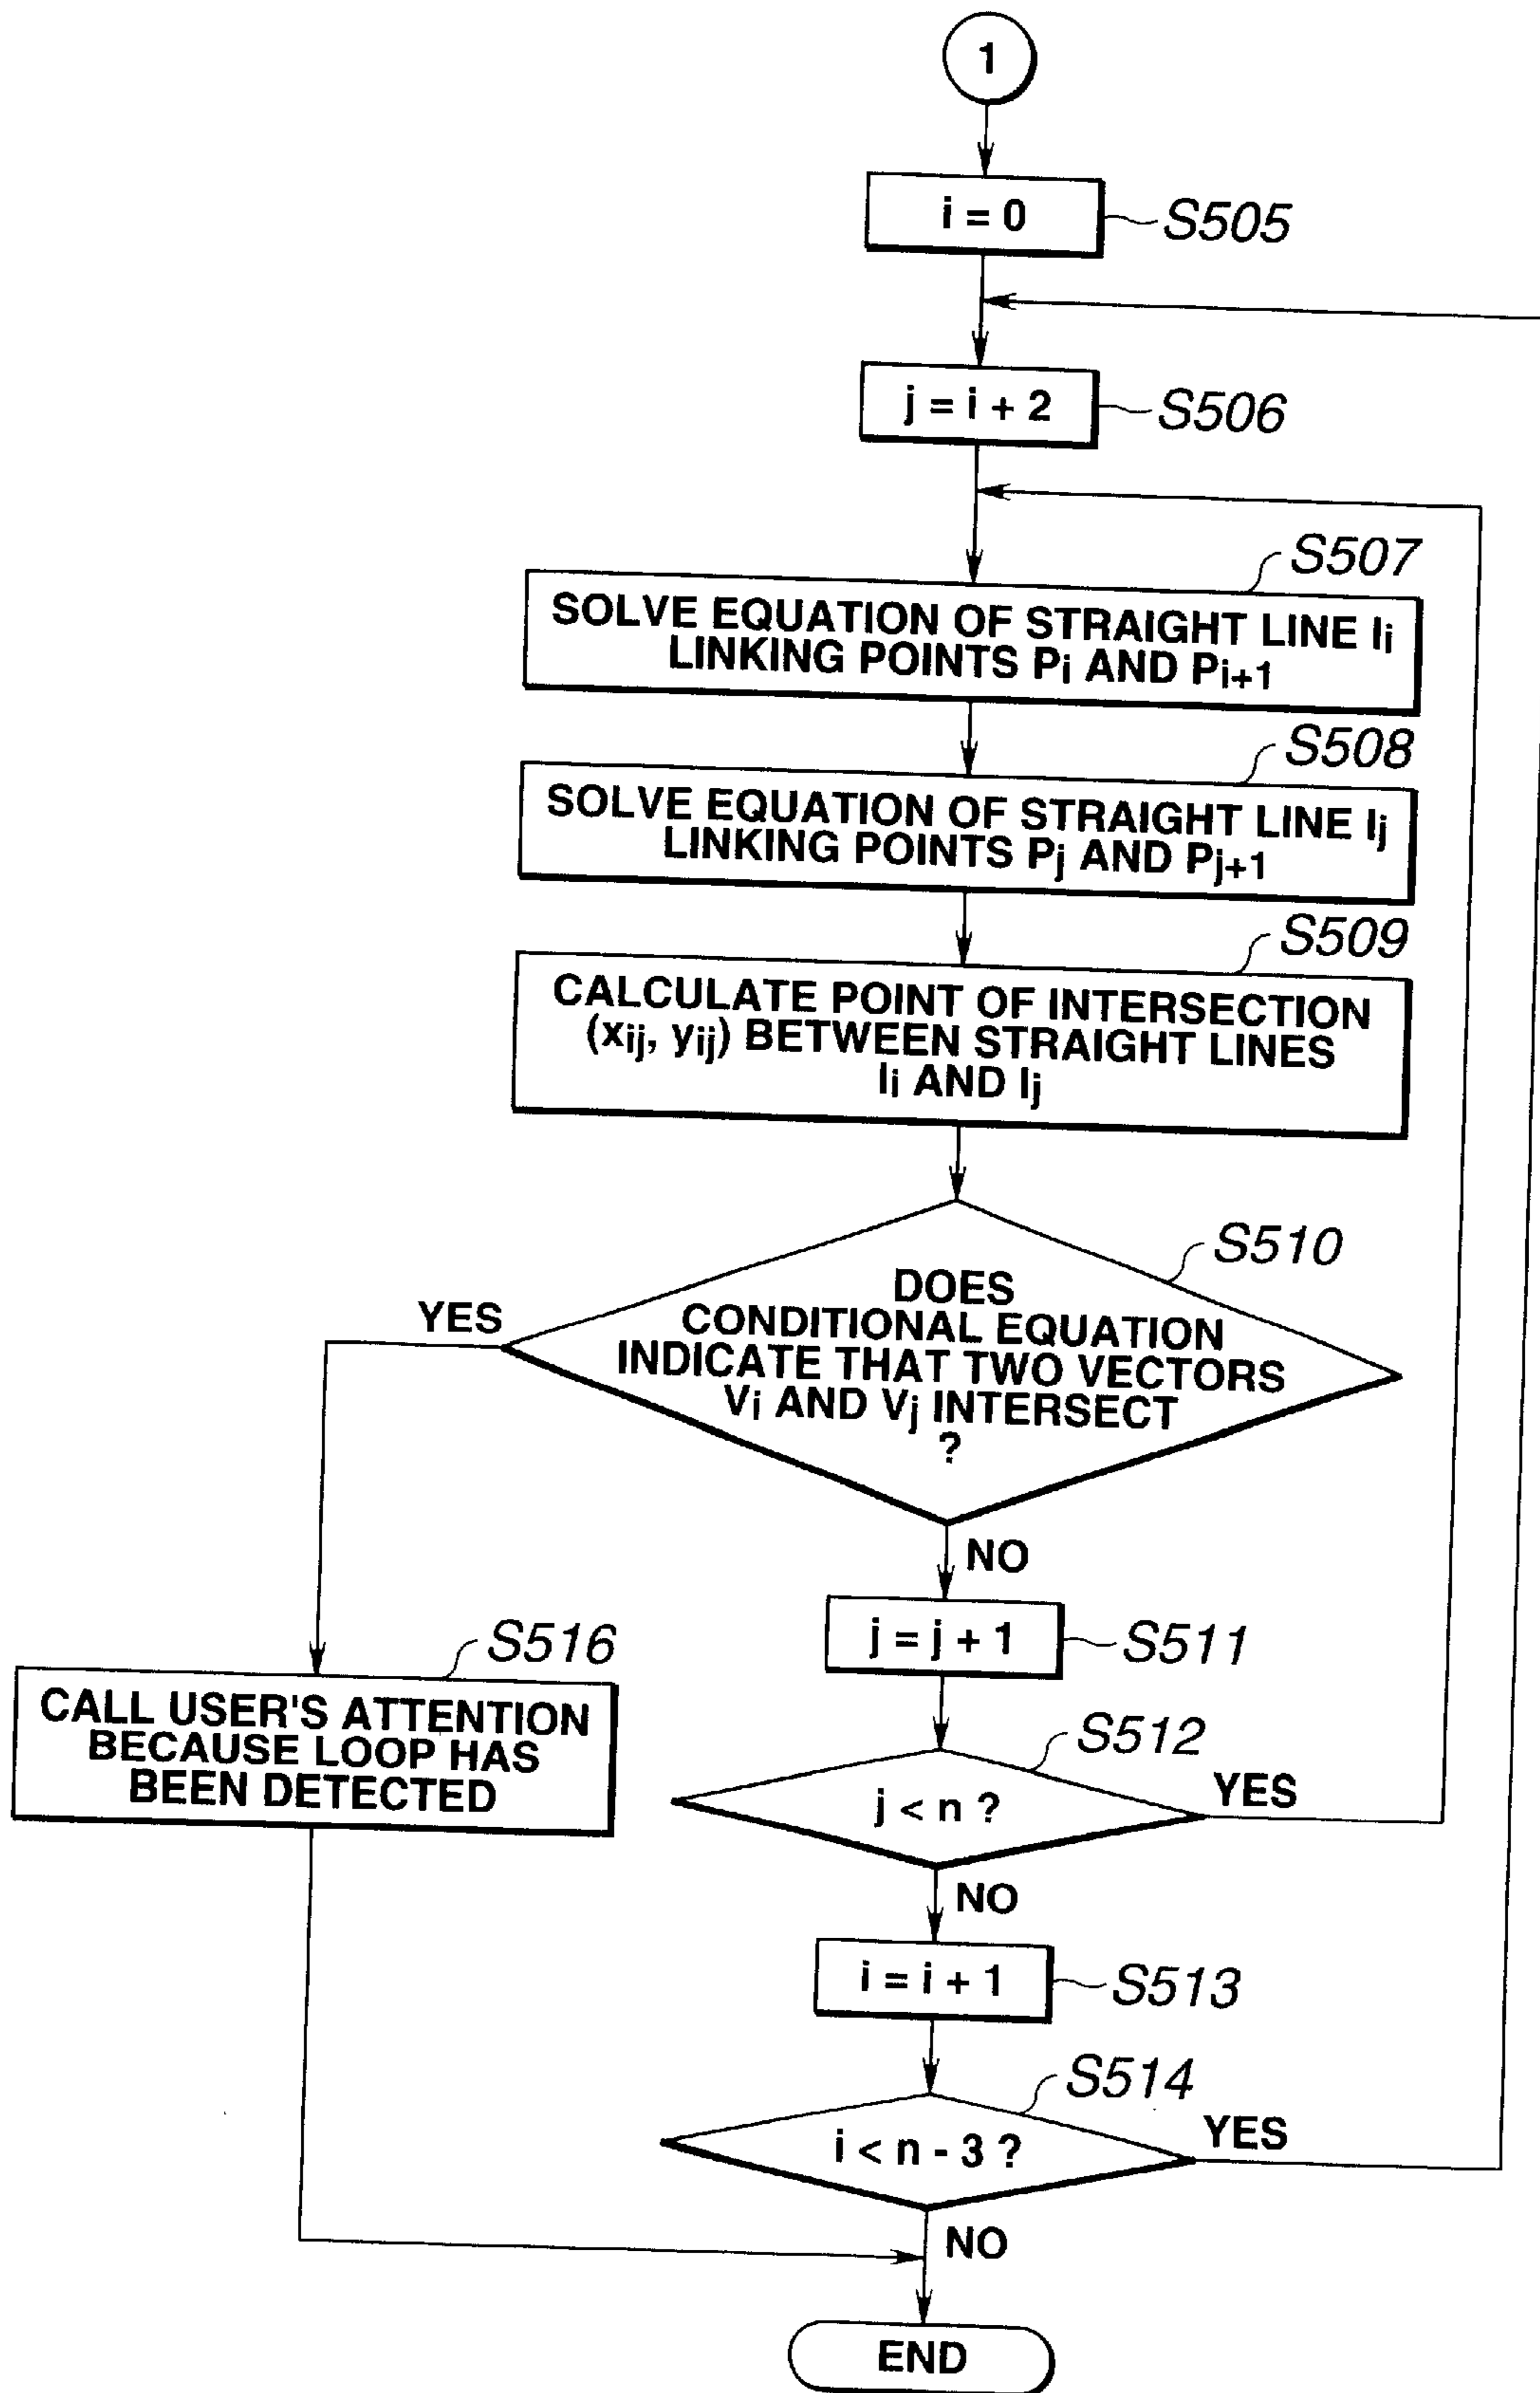 1
i = 0
S505
j = i + 2
S506
S507
SOLVE EQUATION OF STRAIGHT LINE li
LINKING POINTS Pi AND Pi+1
S508
SOLVE EQUATION OF STRAIGHT LINE lj
LINKING POINTS Pj AND Pj+1
S509
CALCULATE POINT OF INTERSECTION
(xij, yij) BETWEEN STRAIGHT LINES
li AND lj
S510
DOES
CONDITIONAL EQUATION
INDICATE THAT TWO VECTORS
Vi AND Vj INTERSECT
?
YES
NO
j = j + 1
S511
S516
CALL USER'S ATTENTION
BECAUSE LOOP HAS
BEEN DETECTED
S512
j < n ?
YES
NO
i = i + 1
S513
S514
i < n - 3 ?
YES
NO
END